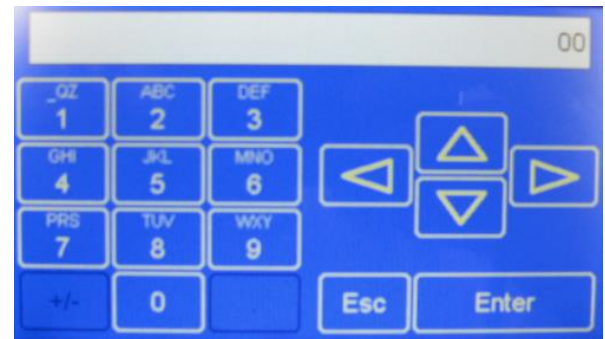 00
_QZ ABC DEF
1 2 3
GHI JKL MNO
4 5 6
PRS TUV WXY
7 8 9
+/- 0 .
Esc Enter